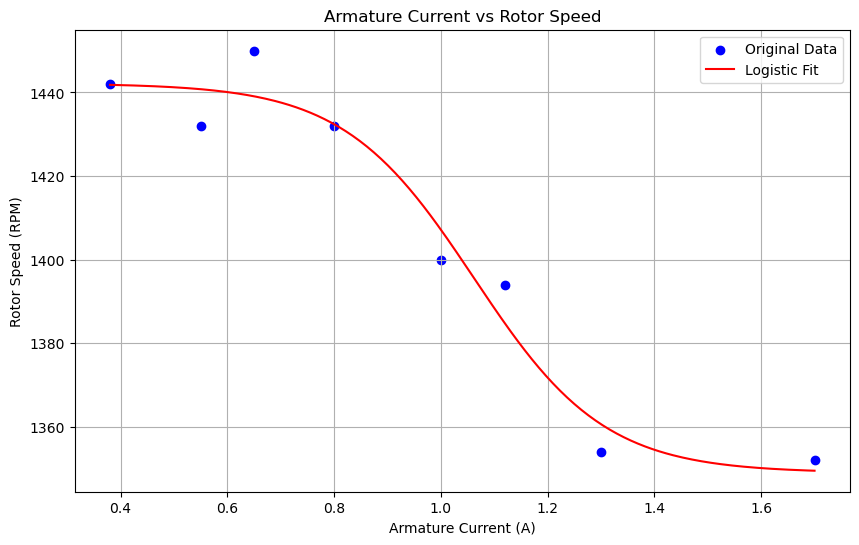 Armature Current vs Rotor Speed
Original Data
Logistic Fit
Rotor Speed (RPM)
1440
1420
1400
1380
1360
0.4 0.6 0.8 1.0 1.2 1.4 1.6
Armature Current (A)